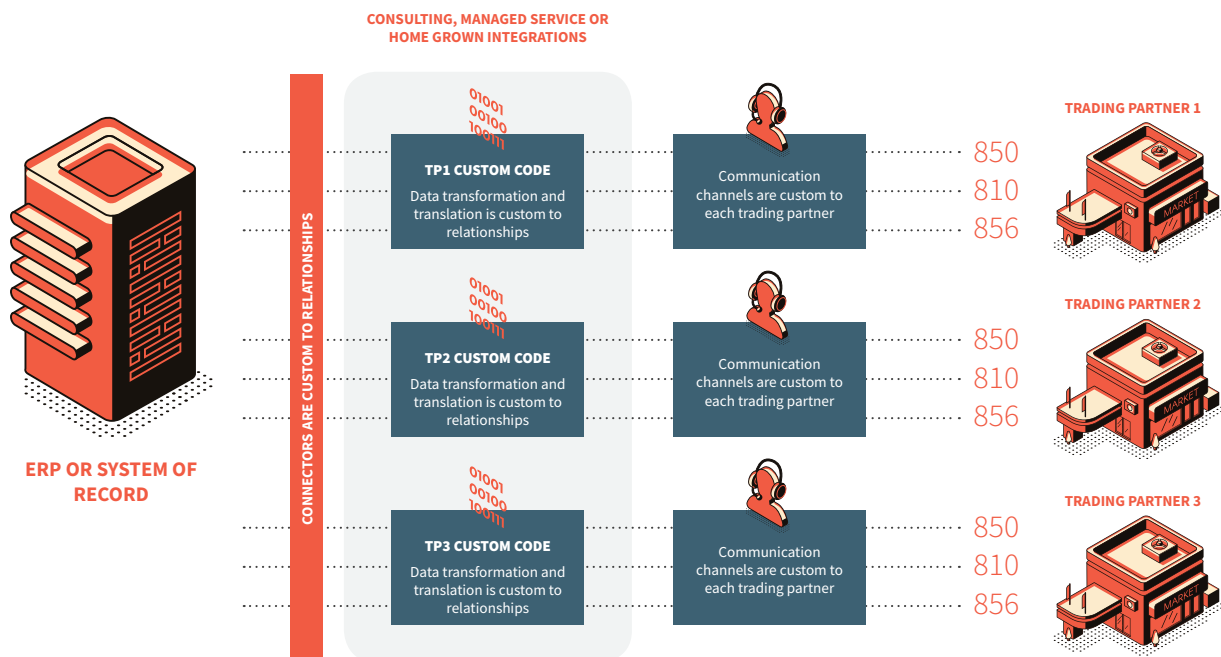 CONSULTING, MANAGED SERVICE OR
HOME GROWN INTEGRATIONS
CONNECTORS ARE CUSTOM TO RELATIONSHIPS
ERP OR SYSTEM OF
RECORD
01001
00100
100111
TP1 CUSTOM CODE
Data transformation and
translation is custom to
relationships
Communication
channels are custom to
each trading partner
850
810
856
TRADING PARTNER 1
MARKET
01001
00100
100111
TP2 CUSTOM CODE
Data transformation and
translation is custom to
relationships
Communication
channels are custom to
each trading partner
850
810
856
TRADING PARTNER 2
MARKET
01001
00100
100111
TP3 CUSTOM CODE
Data transformation and
translation is custom to
relationships
Communication
channels are custom to
each trading partner
850
810
856
TRADING PARTNER 3
MARKET